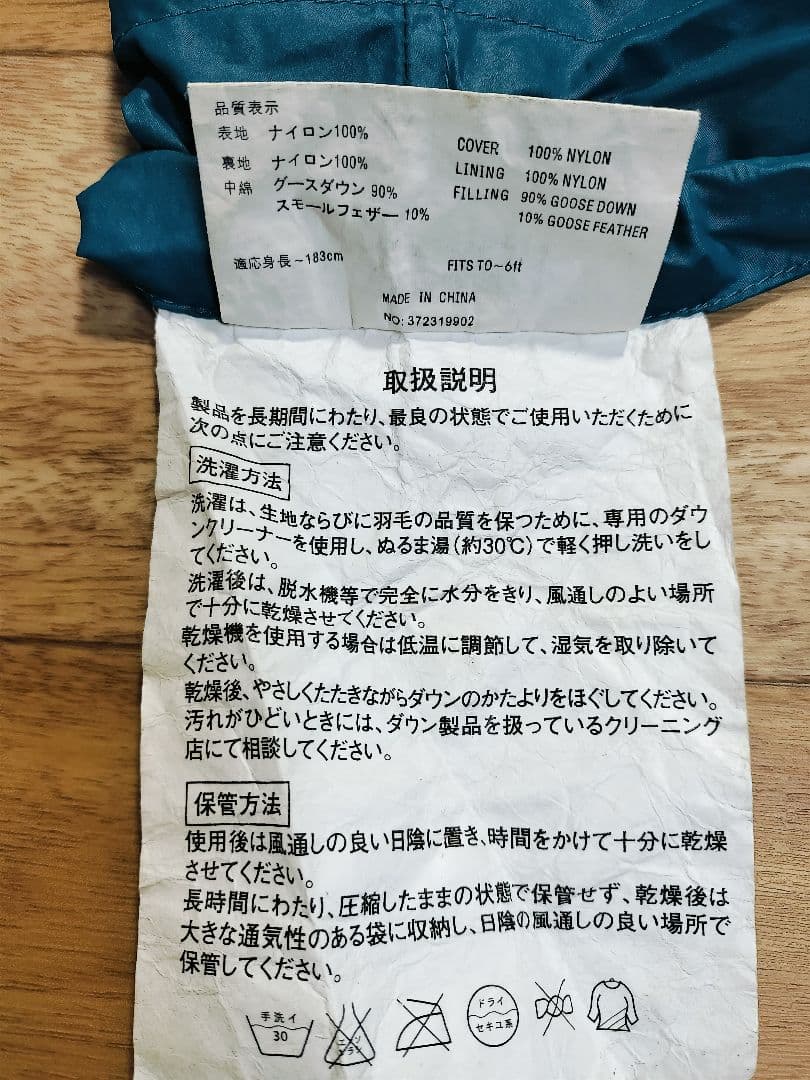 品質表示
表地 ナイロン100%
裏地 ナイロン100%
中綿 グースダウン 90%
スモールフェザー 10%
COVER 100% NYLON
LINING 100% NYLON
FILLING 90% GOOSE DOWN
10% GOOSE FEATHER
適応身長～183cm
FITS TO～6ft
MADE IN CHINA
NO: 372319902
取扱説明
製品を長期間にわたり、最良の状態でご使用いただくために
次の点にご注意ください。
洗濯方法
洗濯は、生地ならびに羽毛の品質を保つために、専用のダウ
ンクリーナーを使用し、ぬるま湯(約30℃)で軽く押し洗いをし
てください。
洗濯後は、脱水機等で完全に水分をきり、風通しのよい場所
で十分に乾燥させてください。
乾燥機を使用する場合は低温に調節して、湿気を取り除いて
ください。
乾燥後、やさしくたたきながらダウンのかたよりをほぐしてください。
汚れがひどいときには、ダウン製品を扱っているクリーニング
店にて相談してください。
保管方法
使用後は風通しの良い日陰に置き、時間をかけて十分に乾燥
させてください。
長時間にわたり、圧縮したままの状態で保管せず、乾燥後は
大きな通気性のある袋に収納し、日陰の風通しの良い場所で
保管してください。
手洗イ
30
エンソ
サラシ
ドライ
セキユ系